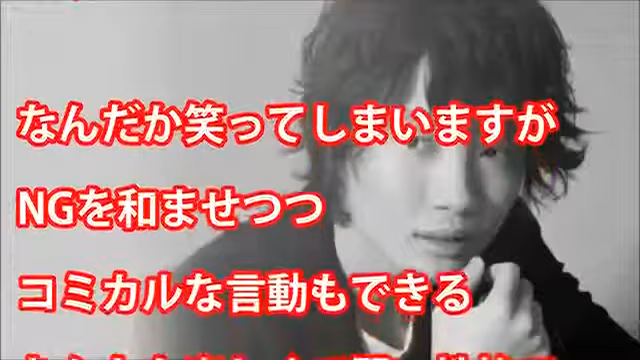 なんだか笑ってしまいますが
NGを和ませつつ
コミカルな言動もできる